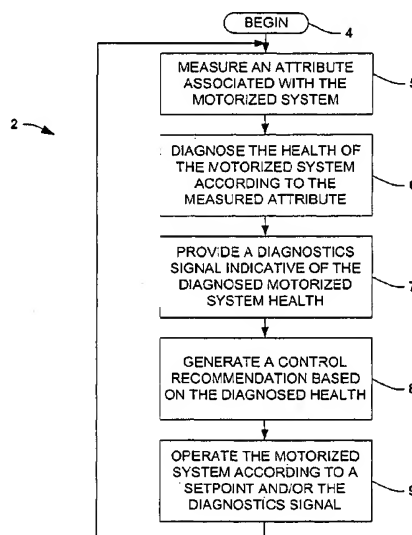 BEGIN
4
MEASURE AN ATTRIBUTE
ASSOCIATED WITH THE
MOTORIZED SYSTEM
5
2
DIAGNOSE THE HEALTH OF
THE MOTORIZED SYSTEM
ACCORDING TO THE
MEASURED ATTRIBUTE
6
PROVIDE A DIAGNOSTICS
SIGNAL INDICATIVE OF THE
DIAGNOSED MOTORIZED
SYSTEM HEALTH
7
GENERATE A CONTROL
RECOMMENDATION BASED
ON THE DIAGNOSED HEALTH
8
OPERATE THE MOTORIZED
SYSTEM ACCORDING TO A
SETPOINT AND/OR THE
DIAGNOSTICS SIGNAL
9